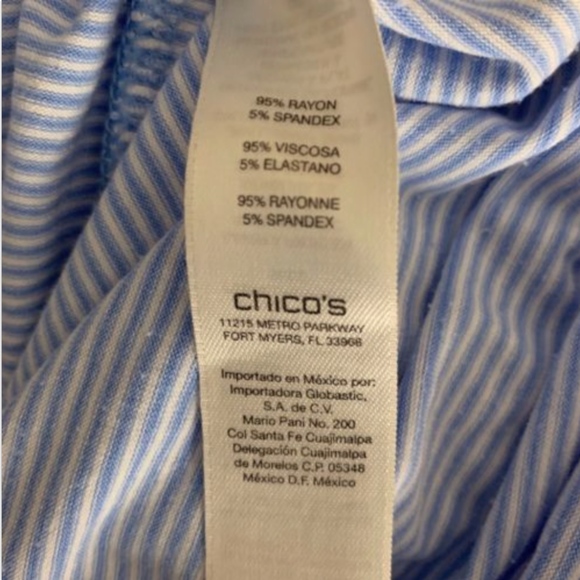 95% RAYON
5% SPANDEX
95% VISCOSA
5% ELASTANO
95% RAYONNE
5% SPANDEX
chico's
11215 METRO PARKWAY
FORT MYERS, FL 33966
Importado en México por:
Importadora Globastic,
S.A. de C.V.
Mario Pani No. 200
Col Santa Fe Cuajimalpa
Delegación Cuajimalpa
de Morelos C.P. 05348
México D.F. México